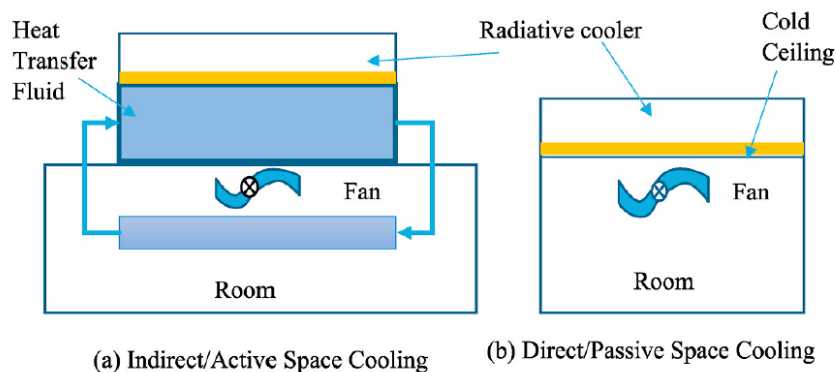 Heat
Transfer
Fluid
Radiative cooler
Cold
Ceiling
Fan
Fan
Room
Room
(a) Indirect/Active Space Cooling
(b) Direct/Passive Space Cooling